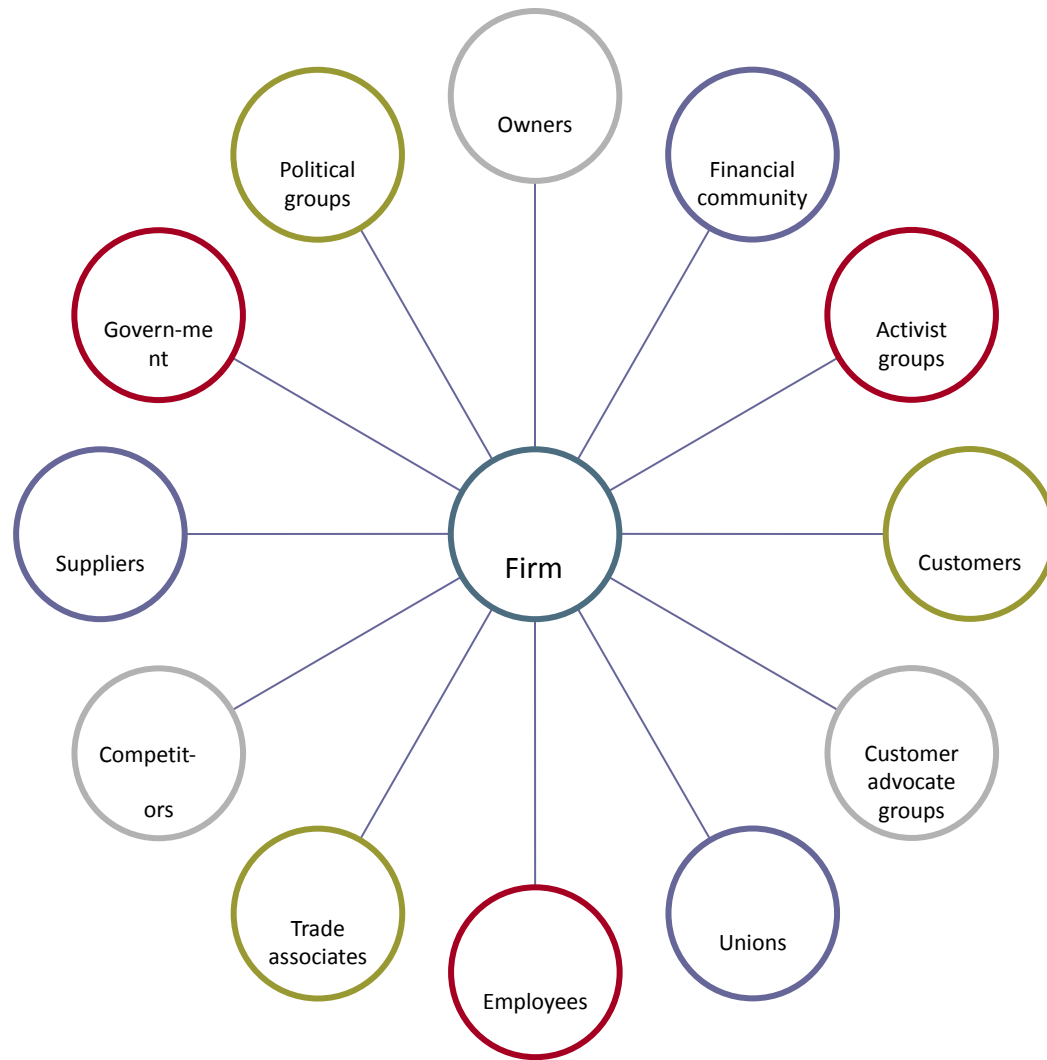 Owners
Financial
community
Activist
groups
Customers
Customer
advocate
groups
Unions
Employees
Trade
associates
Competit-
ors
Suppliers
Govern-me
nt
Political
groups
Firm